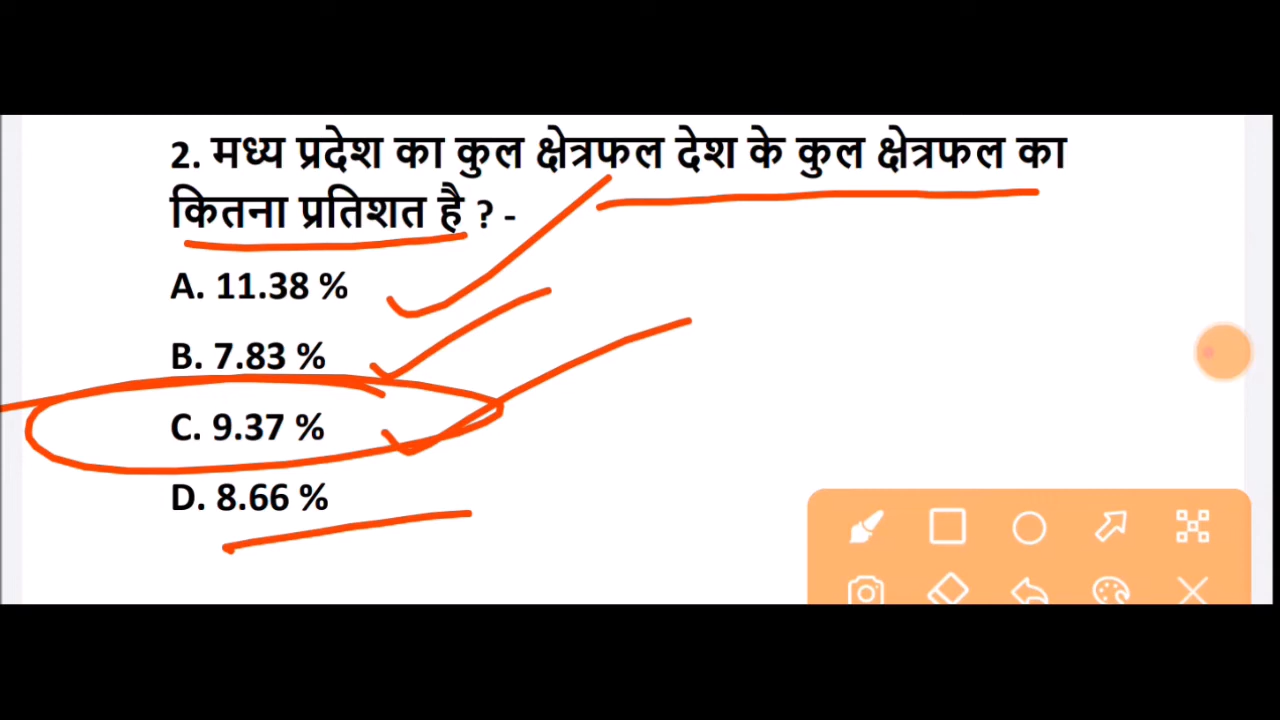 2. मध्य प्रदेश का कुल क्षेत्रफल देश के कुल क्षेत्रफल का
कितना प्रतिशत है ? -
A. 11.38 %
B. 7.83 %
C. 9.37 %
D. 8.66 %